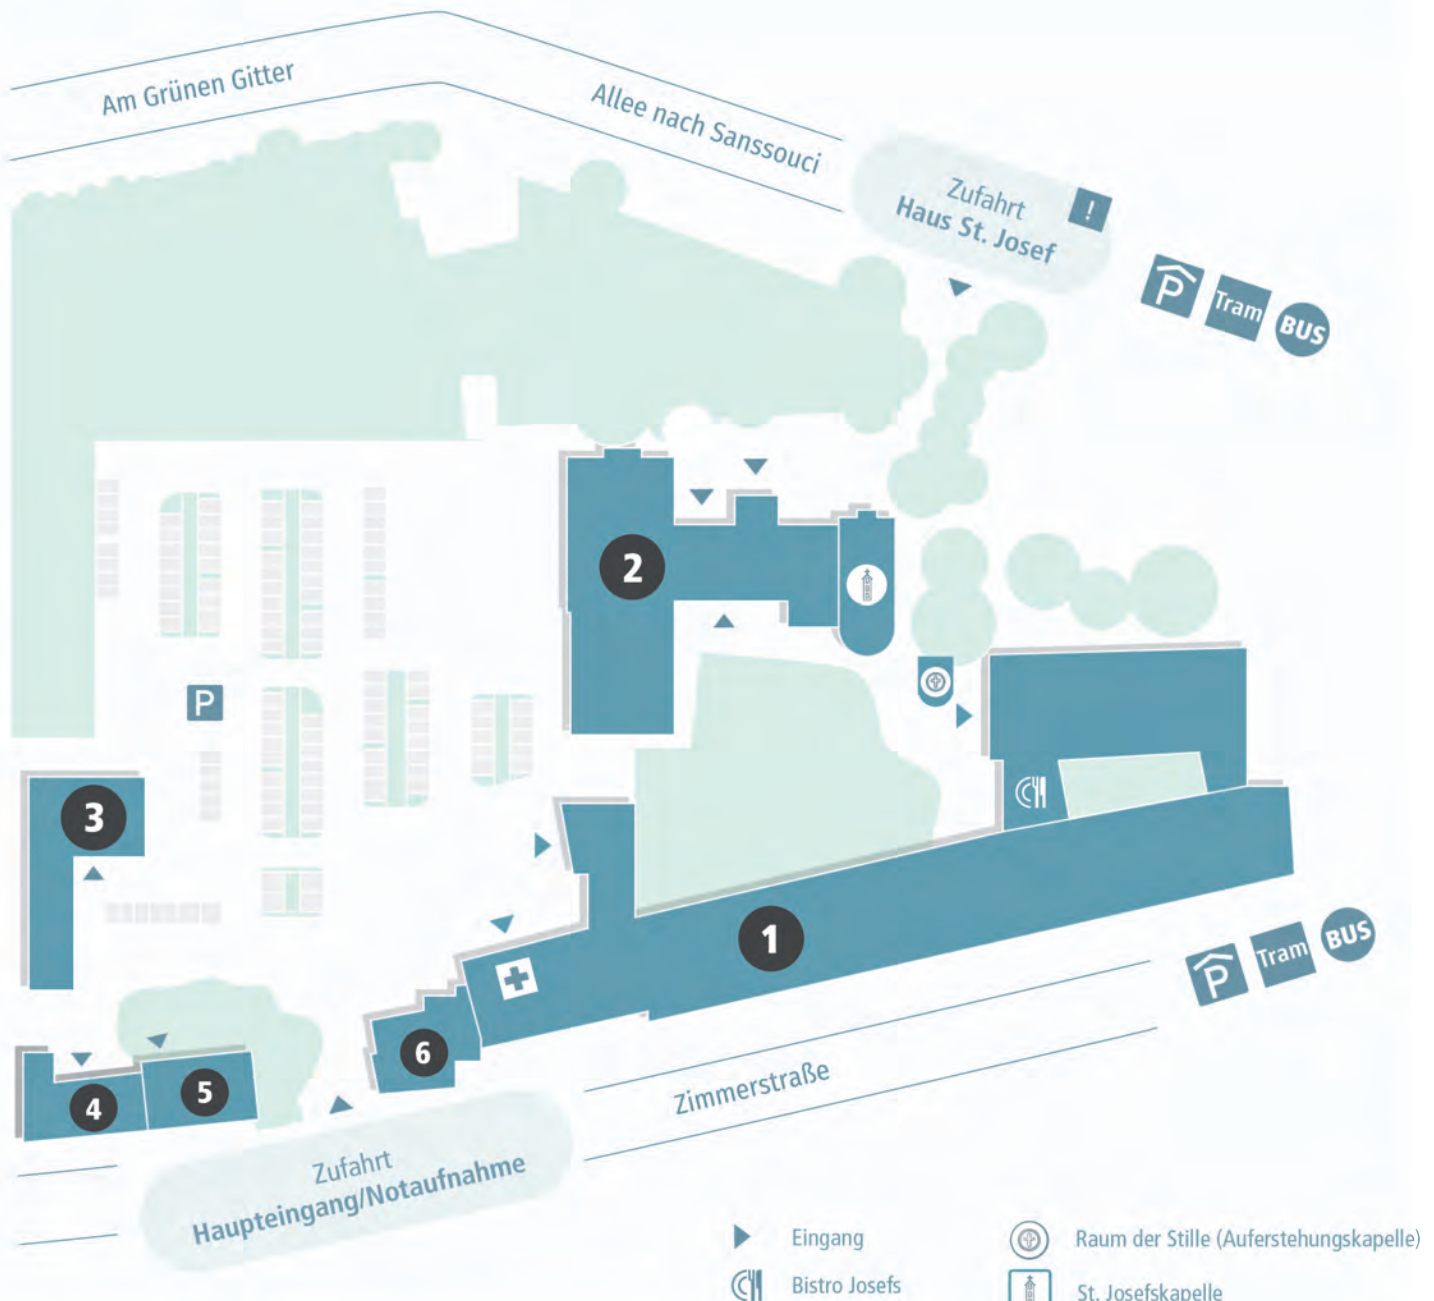 Am Grünen Gitter
Allee nach Sanssouci
Zufahrt
Haus St. Josef
!
P
Tram
BUS
2
P
3
1
6
5
4
P
Tram
BUS
Zimmerstraße
Zufahrt
Haupteingang/Notaufnahme
Eingang
Raum der Stille (Auferstehungskapelle)
Bistro Josefs
St. Josefskapelle